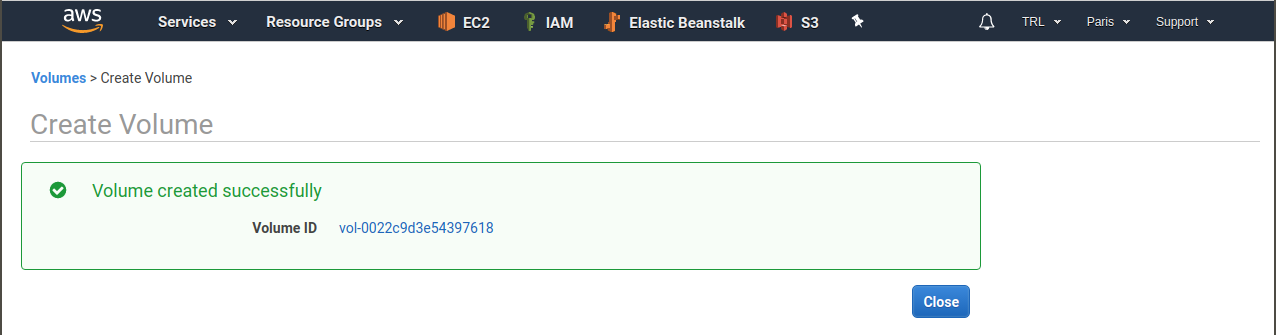 aws Services Resource Groups EC2 IAM Elastic Beanstalk S3 TRL Paris Support
Volumes > Create Volume
Create Volume
Volume created successfully
Volume ID vol-0022c9d3e54397618
Close